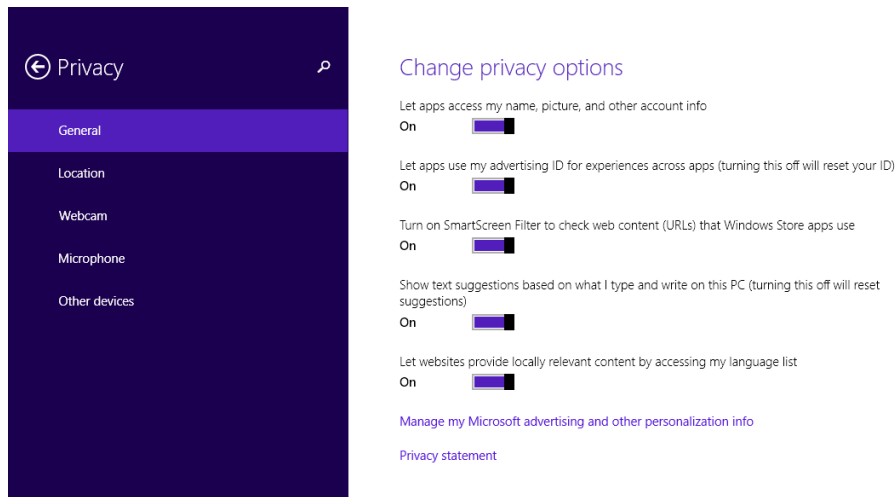 Privacy
General
Location
Webcam
Microphone
Other devices
Change privacy options
Let apps access my name, picture, and other account info
On
Let apps use my advertising ID for experiences across apps (turning this off will reset your ID)
On
Turn on SmartScreen Filter to check web content (URLs) that Windows Store apps use
On
Show text suggestions based on what I type and write on this PC (turning this off will reset
suggestions)
On
Let websites provide locally relevant content by accessing my language list
On
Manage my Microsoft advertising and other personalization info
Privacy statement